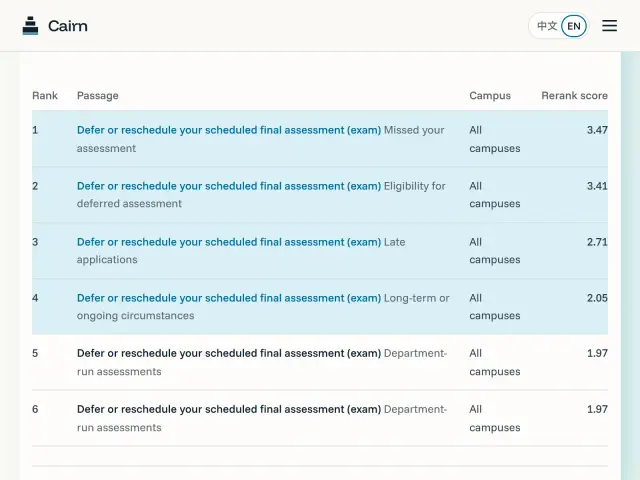 Cairn 中文 EN
Rank Passage Campus Rerank score
1 Defer or reschedule your scheduled final assessment (exam) Missed your All 3.47
assessment campuses
2 Defer or reschedule your scheduled final assessment (exam) Eligibility for All 3.41
deferred assessment campuses
3 Defer or reschedule your scheduled final assessment (exam) Late All 2.71
applications campuses
4 Defer or reschedule your scheduled final assessment (exam) Long-term or All 2.05
ongoing circumstances campuses
5 Defer or reschedule your scheduled final assessment (exam) Department- All 1.97
run assessments campuses
6 Defer or reschedule your scheduled final assessment (exam) Department- All 1.97
run assessments campuses